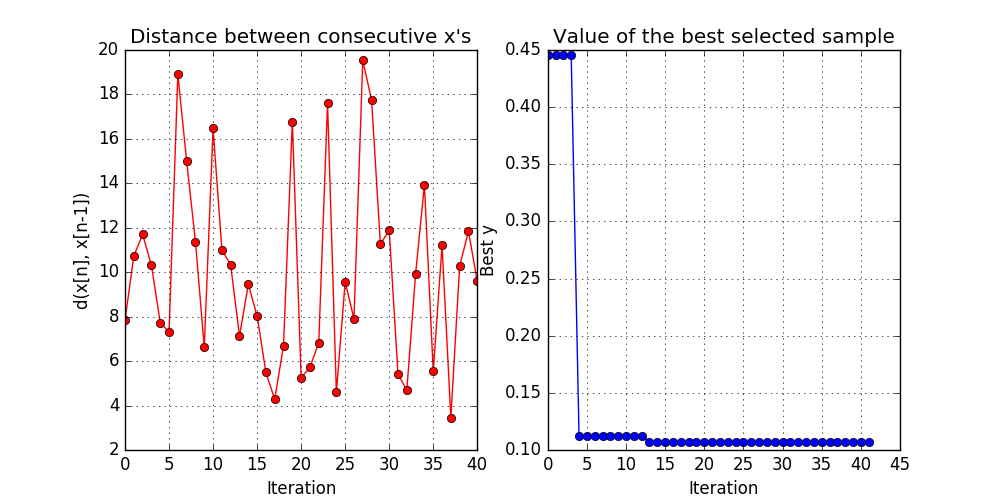 Distance between consecutive x's
20
18
16
14
12
10
8
6
4
2
d(x[n], x[n-1])
0 5 10 15 20 25 30 35 40
Iteration
Value of the best selected sample
0.45
0.40
0.35
0.30
0.25
0.20
0.15
0.10
Best y
0 5 10 15 20 25 30 35 40 45
Iteration